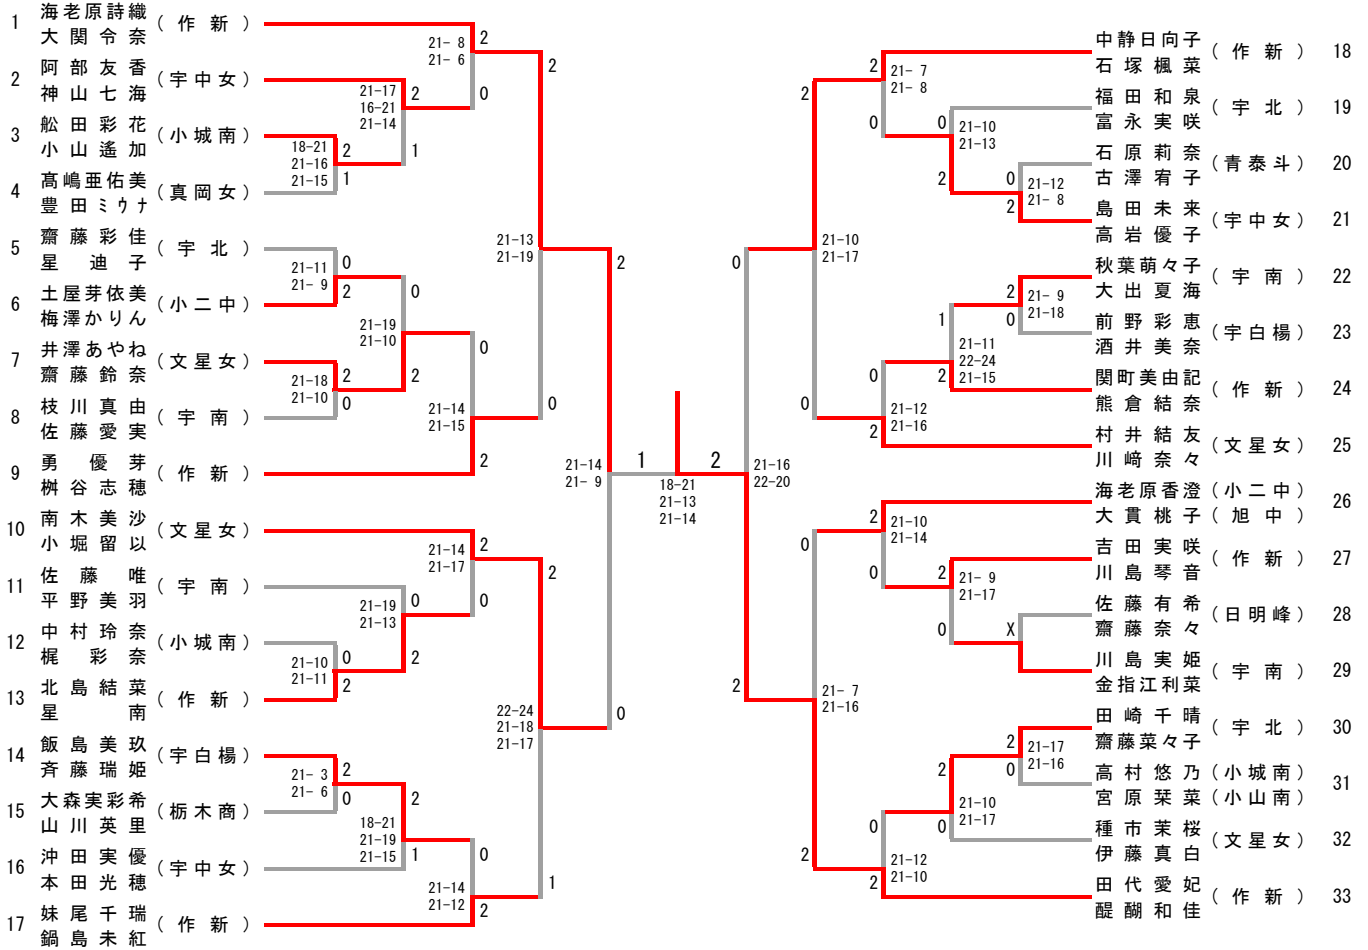 1 海老原詩織 大関令奈 (作新)
2 阿部友香 神山七海 (宇中女)
3 舩田彩花 小山遙加 (小城南)
4 髙嶋亜佑美 豊田ミウナ (真岡女)
5 齋藤彩佳 星迪子 (宇北)
6 土屋芽依美 梅澤かりん (小二中)
7 井澤あやね 齋藤鈴奈 (文星女)
8 枝川真由 佐藤愛実 (宇南)
9 勇優芽 桝谷志穂 (作新)
10 南木美沙 小堀留以 (文星女)
11 佐藤唯 平野美羽 (宇南)
12 中村玲奈 梶彩奈 (小城南)
13 北島結菜 星南 (作新)
14 飯島美玖 斉藤瑞姫 (宇白楊)
15 大森実彩希 山川英里 (栃木商)
16 沖田実優 本田光穂 (宇中女)
17 妹尾千瑞 鍋島未紅 (作新)
21-8 21-6 2 0
21-17 16-21 21-14 2 1
18-21 21-16 21-15 2 1
21-11 21-9 0 2
21-19 21-10 0 2
21-18 21-10 2 0
21-14 21-15 0 2
21-13 21-19 2 0
21-14 21-17 2 0
21-19 21-13 0 2
21-10 21-11 0 2
22-24 21-18 21-17 2 1
21-3 21-6 2 0
18-21 21-19 21-15 2 1
21-14 21-12 0 2
21-14 21-9 2 0
1 2
18-21 21-13 21-14
中静日向子 石塚楓菜 (作新) 18
福田和泉 富永実咲 (宇北) 19
石原莉奈 古澤宥子 (青泰斗) 20
島田未来 高岩優子 (宇中女) 21
秋葉萌々子 大出夏海 (宇南) 22
前野彩恵 酒井美奈 (宇白楊) 23
関町美由記 熊倉結奈 (作新) 24
村井結友 川﨑奈々 (文星女) 25
海老原香澄 (小二中) 大貫桃子 (旭中) 26
吉田実咲 川島琴音 (作新) 27
佐藤有希 齋藤奈々 (日明峰) 28
川島実姫 金指江利菜 (宇南) 29
田崎千晴 齋藤菜々子 (宇北) 30
高村悠乃 (小城南) 宮原栞菜 (小山南) 31
種市茉桜 伊藤真白 (文星女) 32
田代愛妃 醍醐和佳 (作新) 33
2 0 21-7 21-8
0 2 21-10 21-13
0 2 21-12 21-8
2 0 21-10 21-17
2 0 21-9 21-18
1 2 21-11 22-24 21-15
0 2 21-12 21-16
0 2 21-16 22-20
2 0 21-10 21-14
2 0 21-9 21-17
X
0 2 21-7 21-16
2 0 21-17 21-16
2 0 21-10 21-17
0 2 21-12 21-10